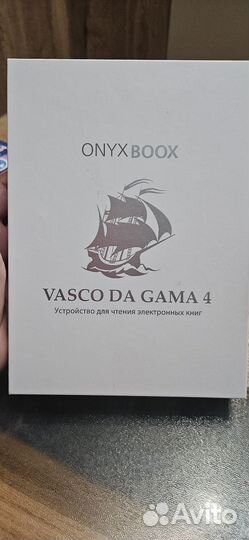 ONYX BOOX
VASCO DA GAMA 4
Устройство для чтения электронных книг
Avito